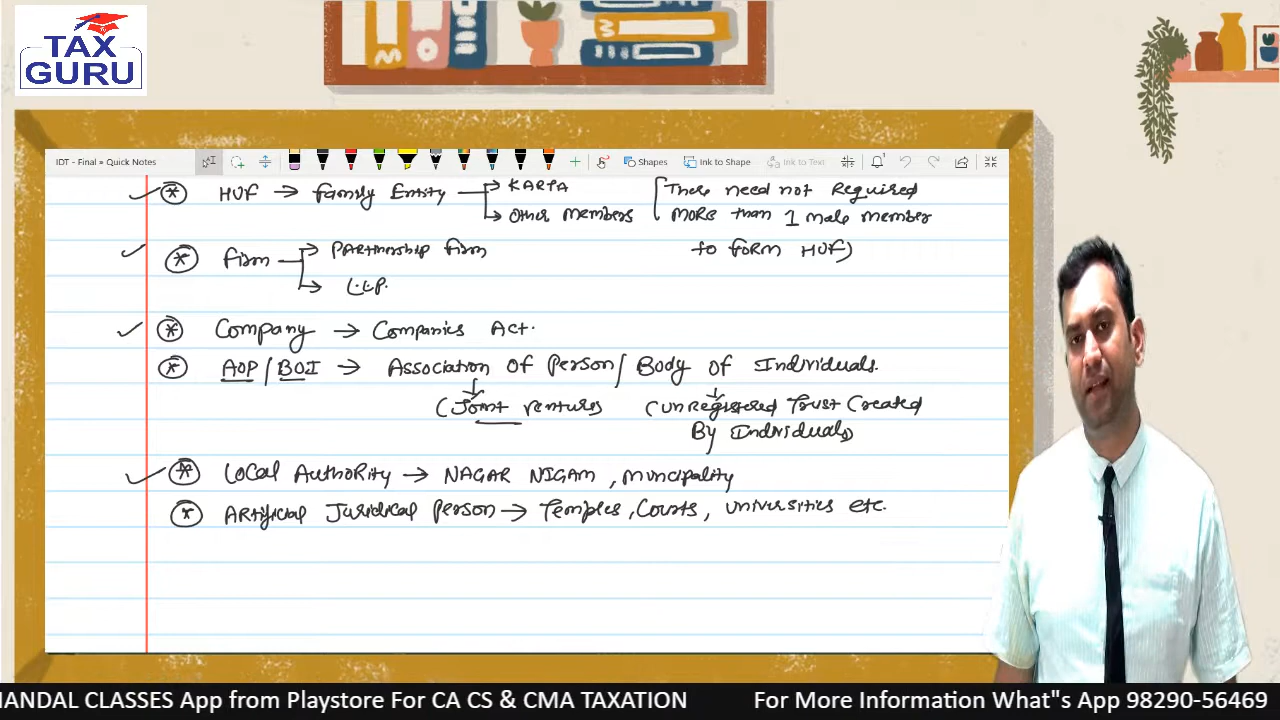 TAX
GURU
IDT - Final » Quick Notes
Shapes
Ink to Shape
Ink to Text
HUF → Family Entity → KARTA
→ Other Members
(There need not Required
MORE than 1 male member
to form HUF)
Firm → Partnership firm
→ LLP.
Company → Companies Act.
AOP / BOI → Association of Person / Body of Individuals.
(Joint ventures (unRegistered Trust Created
By Individuals)
Local Authority → NAGAR NIGAM , municipality
Artificial Juridical Person → Temples, Courts, universities etc.
MANDAL CLASSES App from Playstore For CA CS & CMA TAXATION For More Information What"s App 98290-56469